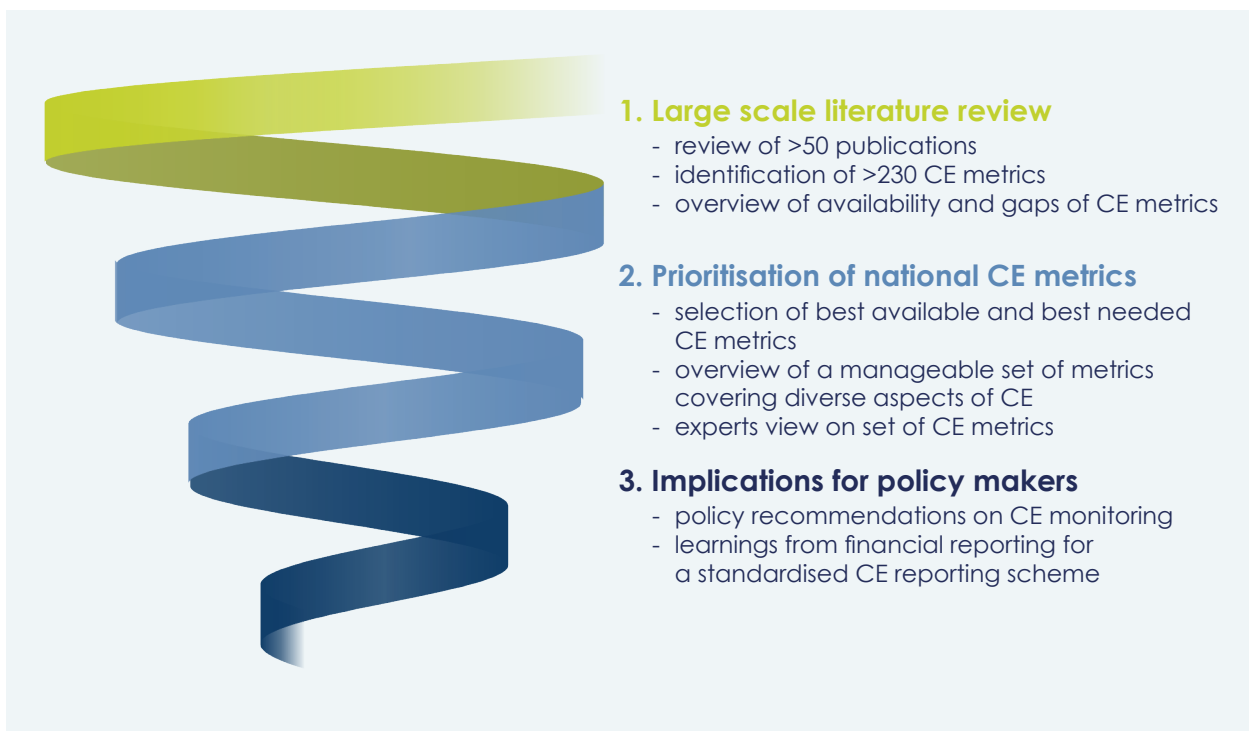 1. Large scale literature review
- review of >50 publications
- identification of >230 CE metrics
- overview of availability and gaps of CE metrics
2. Prioritisation of national CE metrics
- selection of best available and best needed
CE metrics
- overview of a manageable set of metrics
covering diverse aspects of CE
- experts view on set of CE metrics
3. Implications for policy makers
- policy recommendations on CE monitoring
- learnings from financial reporting for
a standardised CE reporting scheme